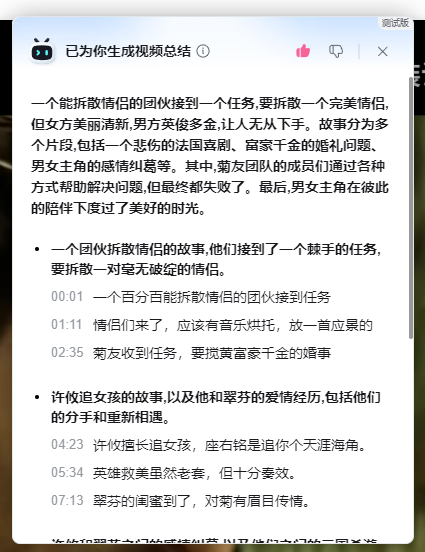 测试版
已为你生成视频总结
一个能拆散情侣的团伙接到一个任务,要拆散一个完美情侣,
但女方美丽清新,男方英俊多金,让人无从下手。故事分为多
个片段,包括一个悲伤的法国喜剧、富家千金的婚礼问题、
男女主角的感情纠葛等。其中,菊友团队的成员们通过各种
方式帮助解决问题,但最终都失败了。最后,男女主角在彼此
的陪伴下度过了美好的时光。
• 一个团伙拆散情侣的故事,他们接到了一个棘手的任务,
要拆散一对毫无破绽的情侣。
00:01 一个百分百能拆散情侣的团伙接到任务
01:11 情侣们来了，应该有音乐烘托，放一首应景的
02:35 菊友收到任务，要搅黄富豪千金的婚事
• 许攸追女孩的故事,以及他和翠芬的爱情经历,包括他们
的分手和重新相遇。
04:23 许攸擅长追女孩，座右铭是追你个天涯海角。
05:34 英雄救美虽然老套，但十分奏效。
07:13 翠芬的闺蜜到了，对菊有眉目传情。